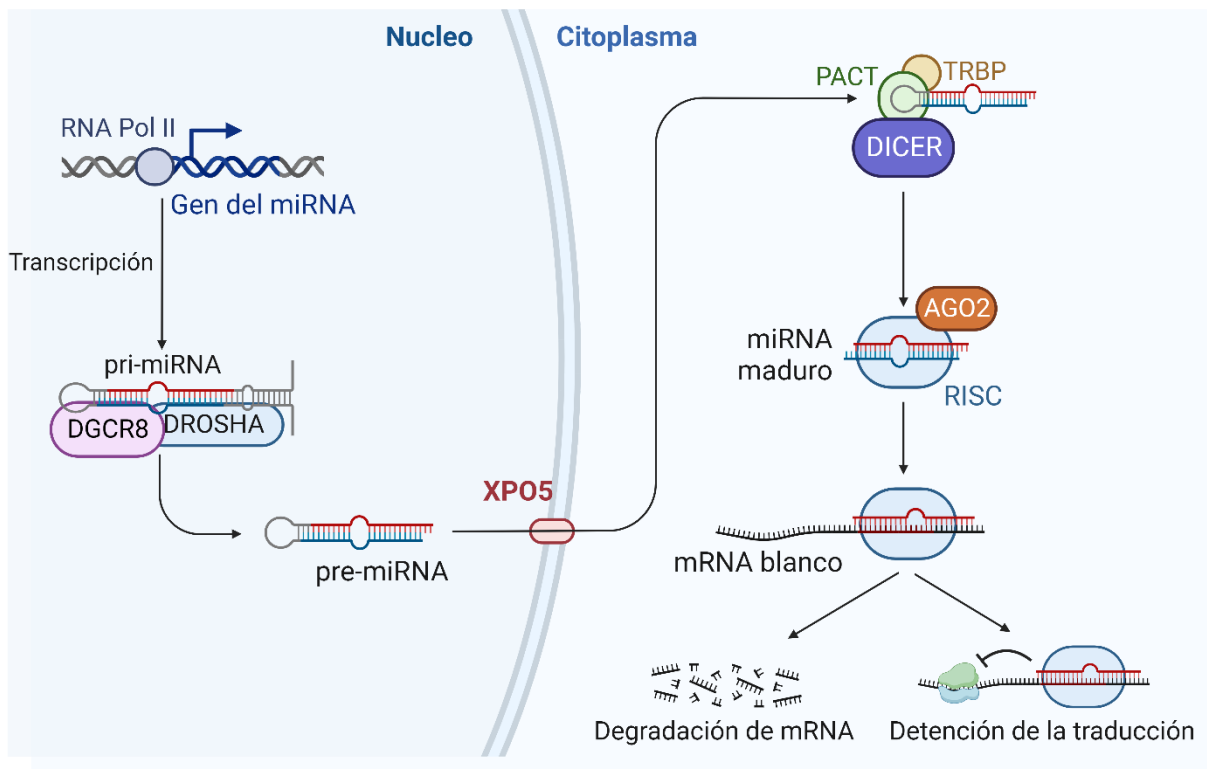 Nucleo
Citoplasma
RNA Pol II
Gen del miRNA
Transcripción
pri-miRNA
DGCR8
DROSHA
pre-miRNA
XPO5
PACT
TRBP
DICER
AGO2
miRNA
maduro
RISC
mRNA blanco
Degradación de mRNA
Detención de la traducción